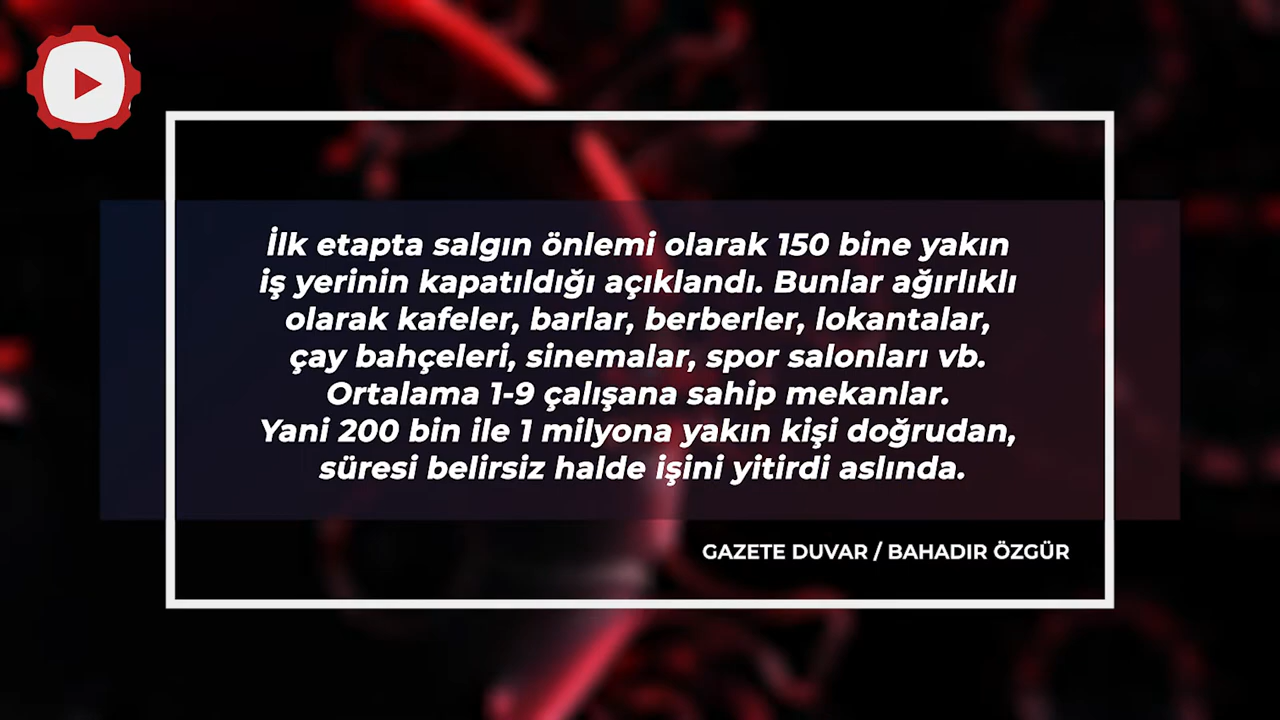 İlk etapta salgın önlemi olarak 150 bine yakın
iş yerinin kapatıldığı açıklandı. Bunlar ağırlıklı
olarak kafeler, barlar, berberler, lokantalar,
çay bahçeleri, sinemalar, spor salonları vb.
Ortalama 1-9 çalışana sahip mekanlar.
Yani 200 bin ile 1 milyona yakın kişi doğrudan,
süresi belirsiz halde işini yitirdi aslında.
GAZETE DUVAR / BAHADIR ÖZGÜR